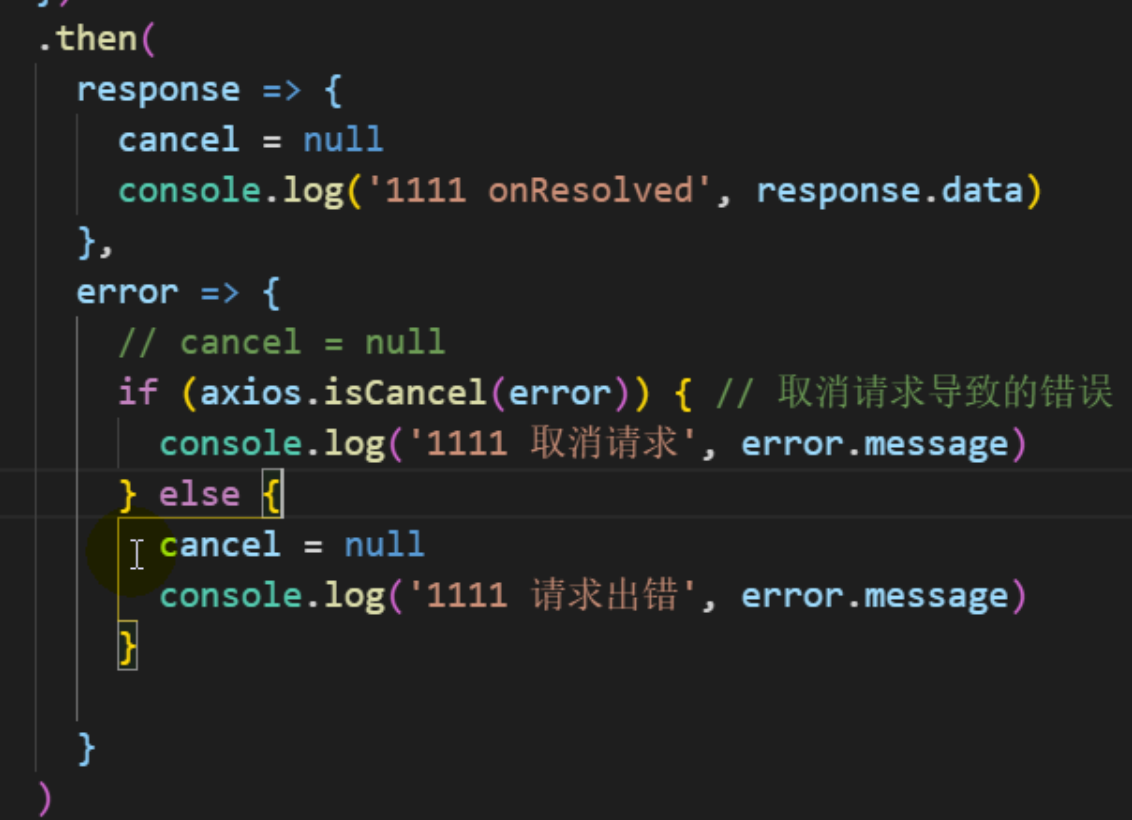 .then(
response => {
cancel = null
console.log('1111 onResolved', response.data)
},
error => {
// cancel = null
if (axios.isCancel(error)) { // 取消请求导致的错误
console.log('1111 取消请求', error.message)
} else {
cancel = null
console.log('1111 请求出错', error.message)
}
}
)